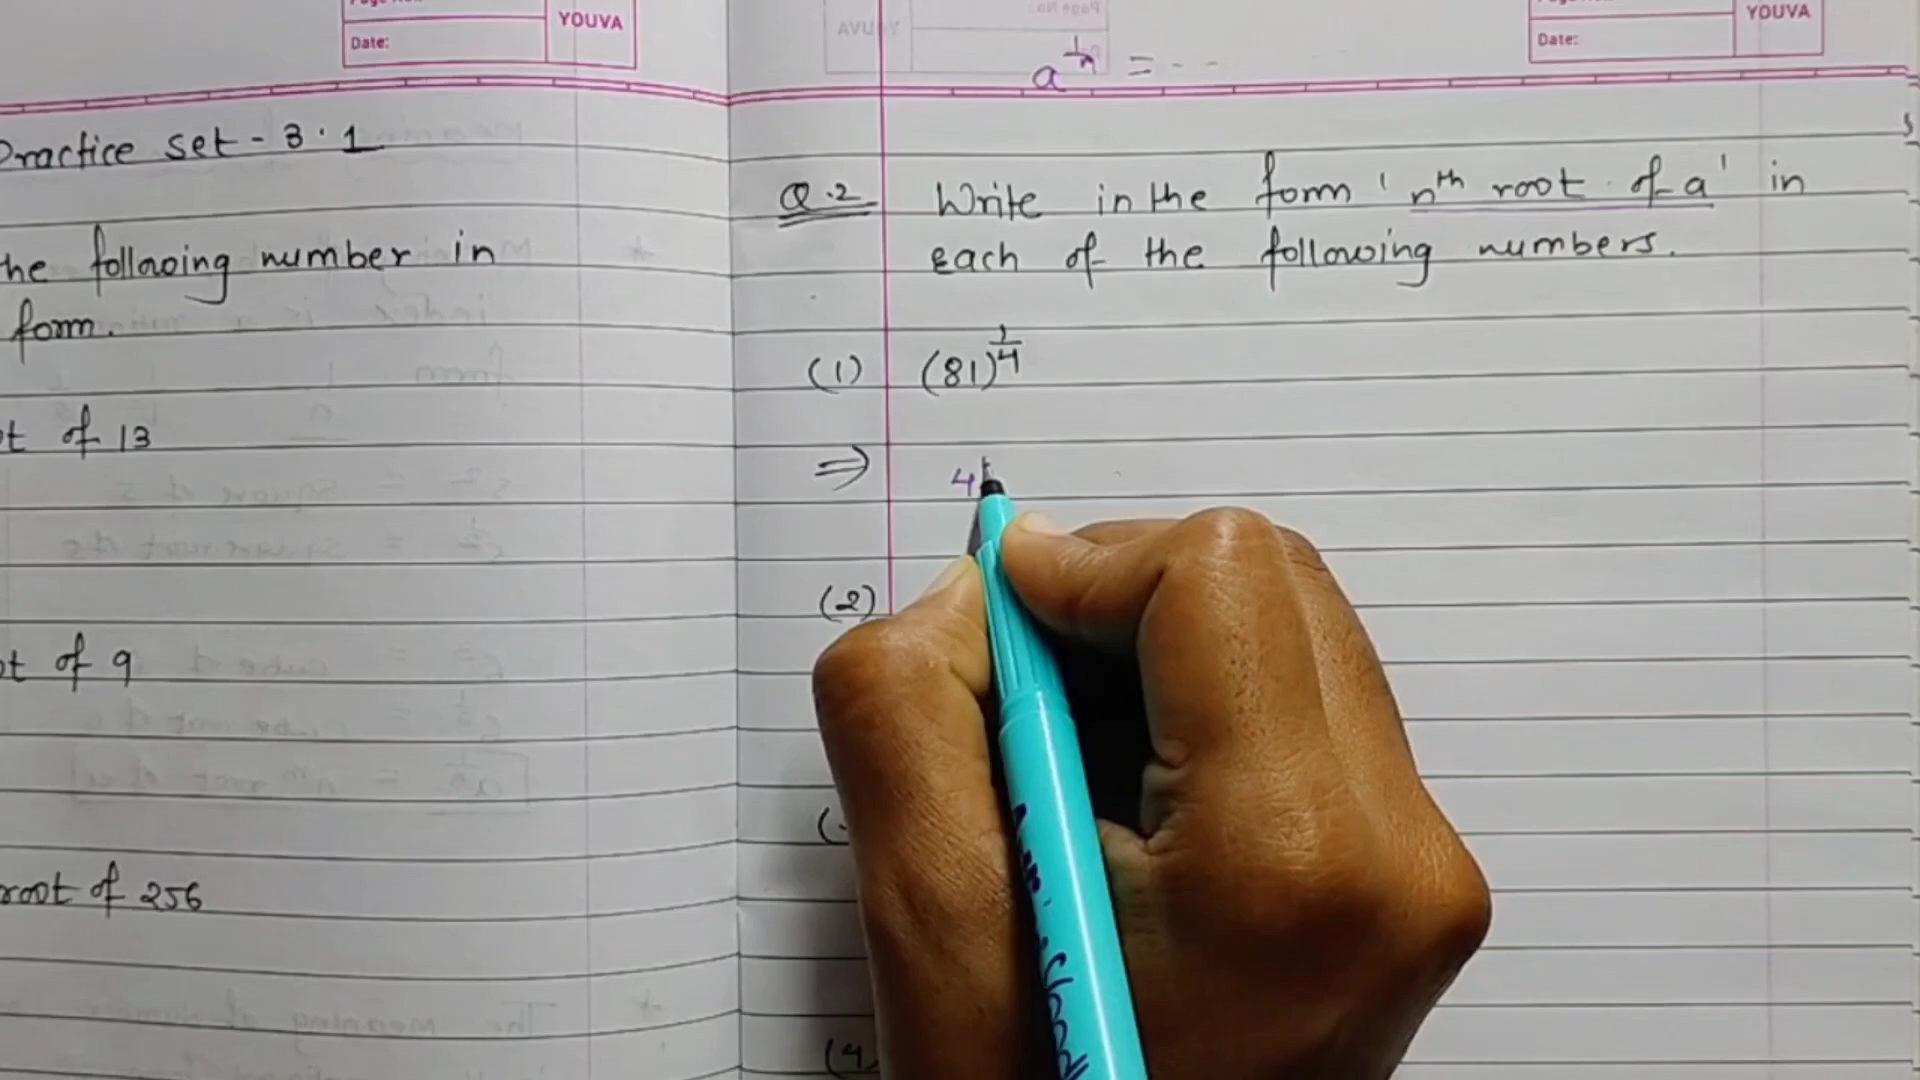 YOUVA
Date:
Practice set - 3.1
the following number in
form.
of 13
of 9
root of 256
YOUVA
Date:
a^1/n = - -
Q.2 Write in the form 'nth root of a' in
each of the following numbers.
(1) (81)^1/4
⇒ 4t
(2)
(4